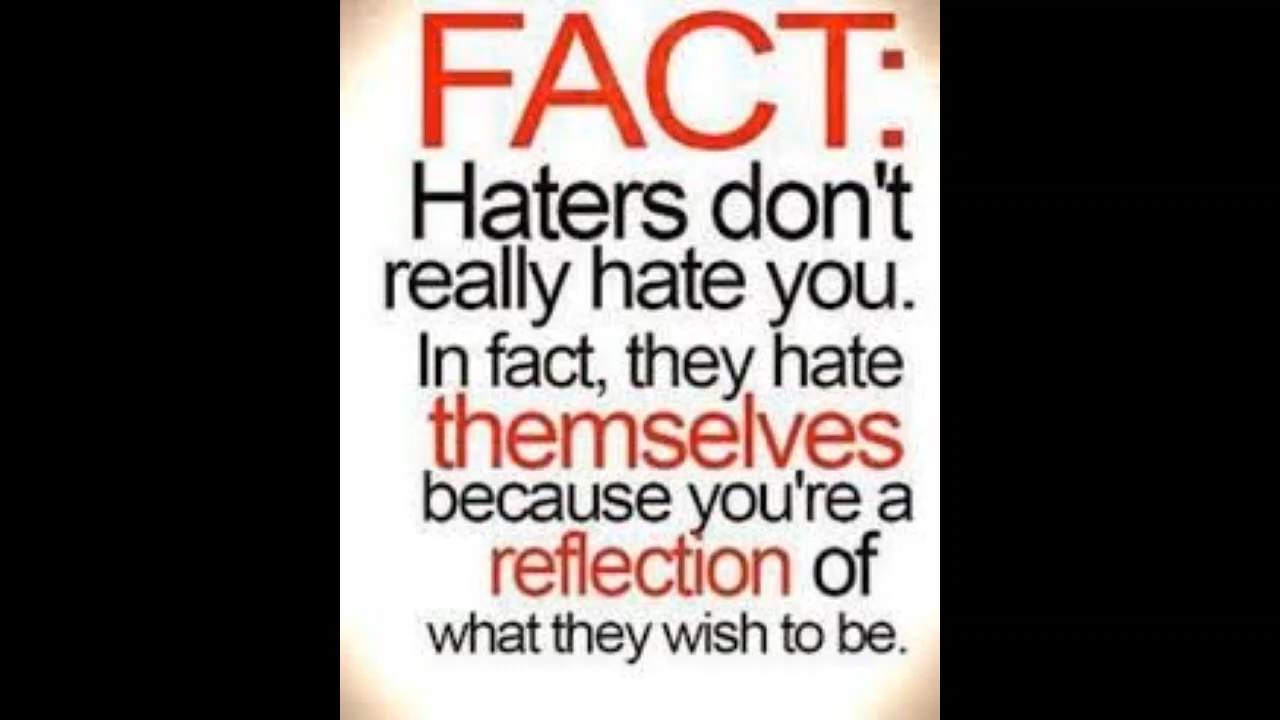 FACT:
Haters don't
really hate you.
In fact, they hate
themselves
because you're a
reflection of
what they wish to be.